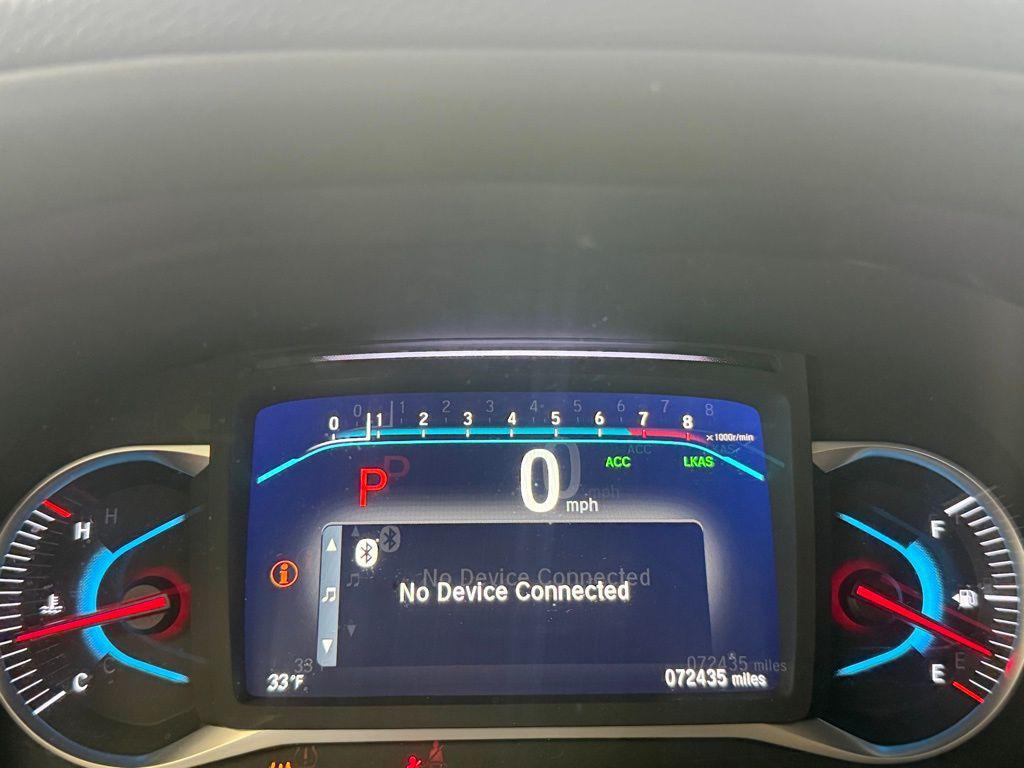 0 1 2 3 4 5 6 7 8 x1000r/min
ACC LKAS
P 0 mph
H F
No Device Connected
C E
33°F 072435 miles